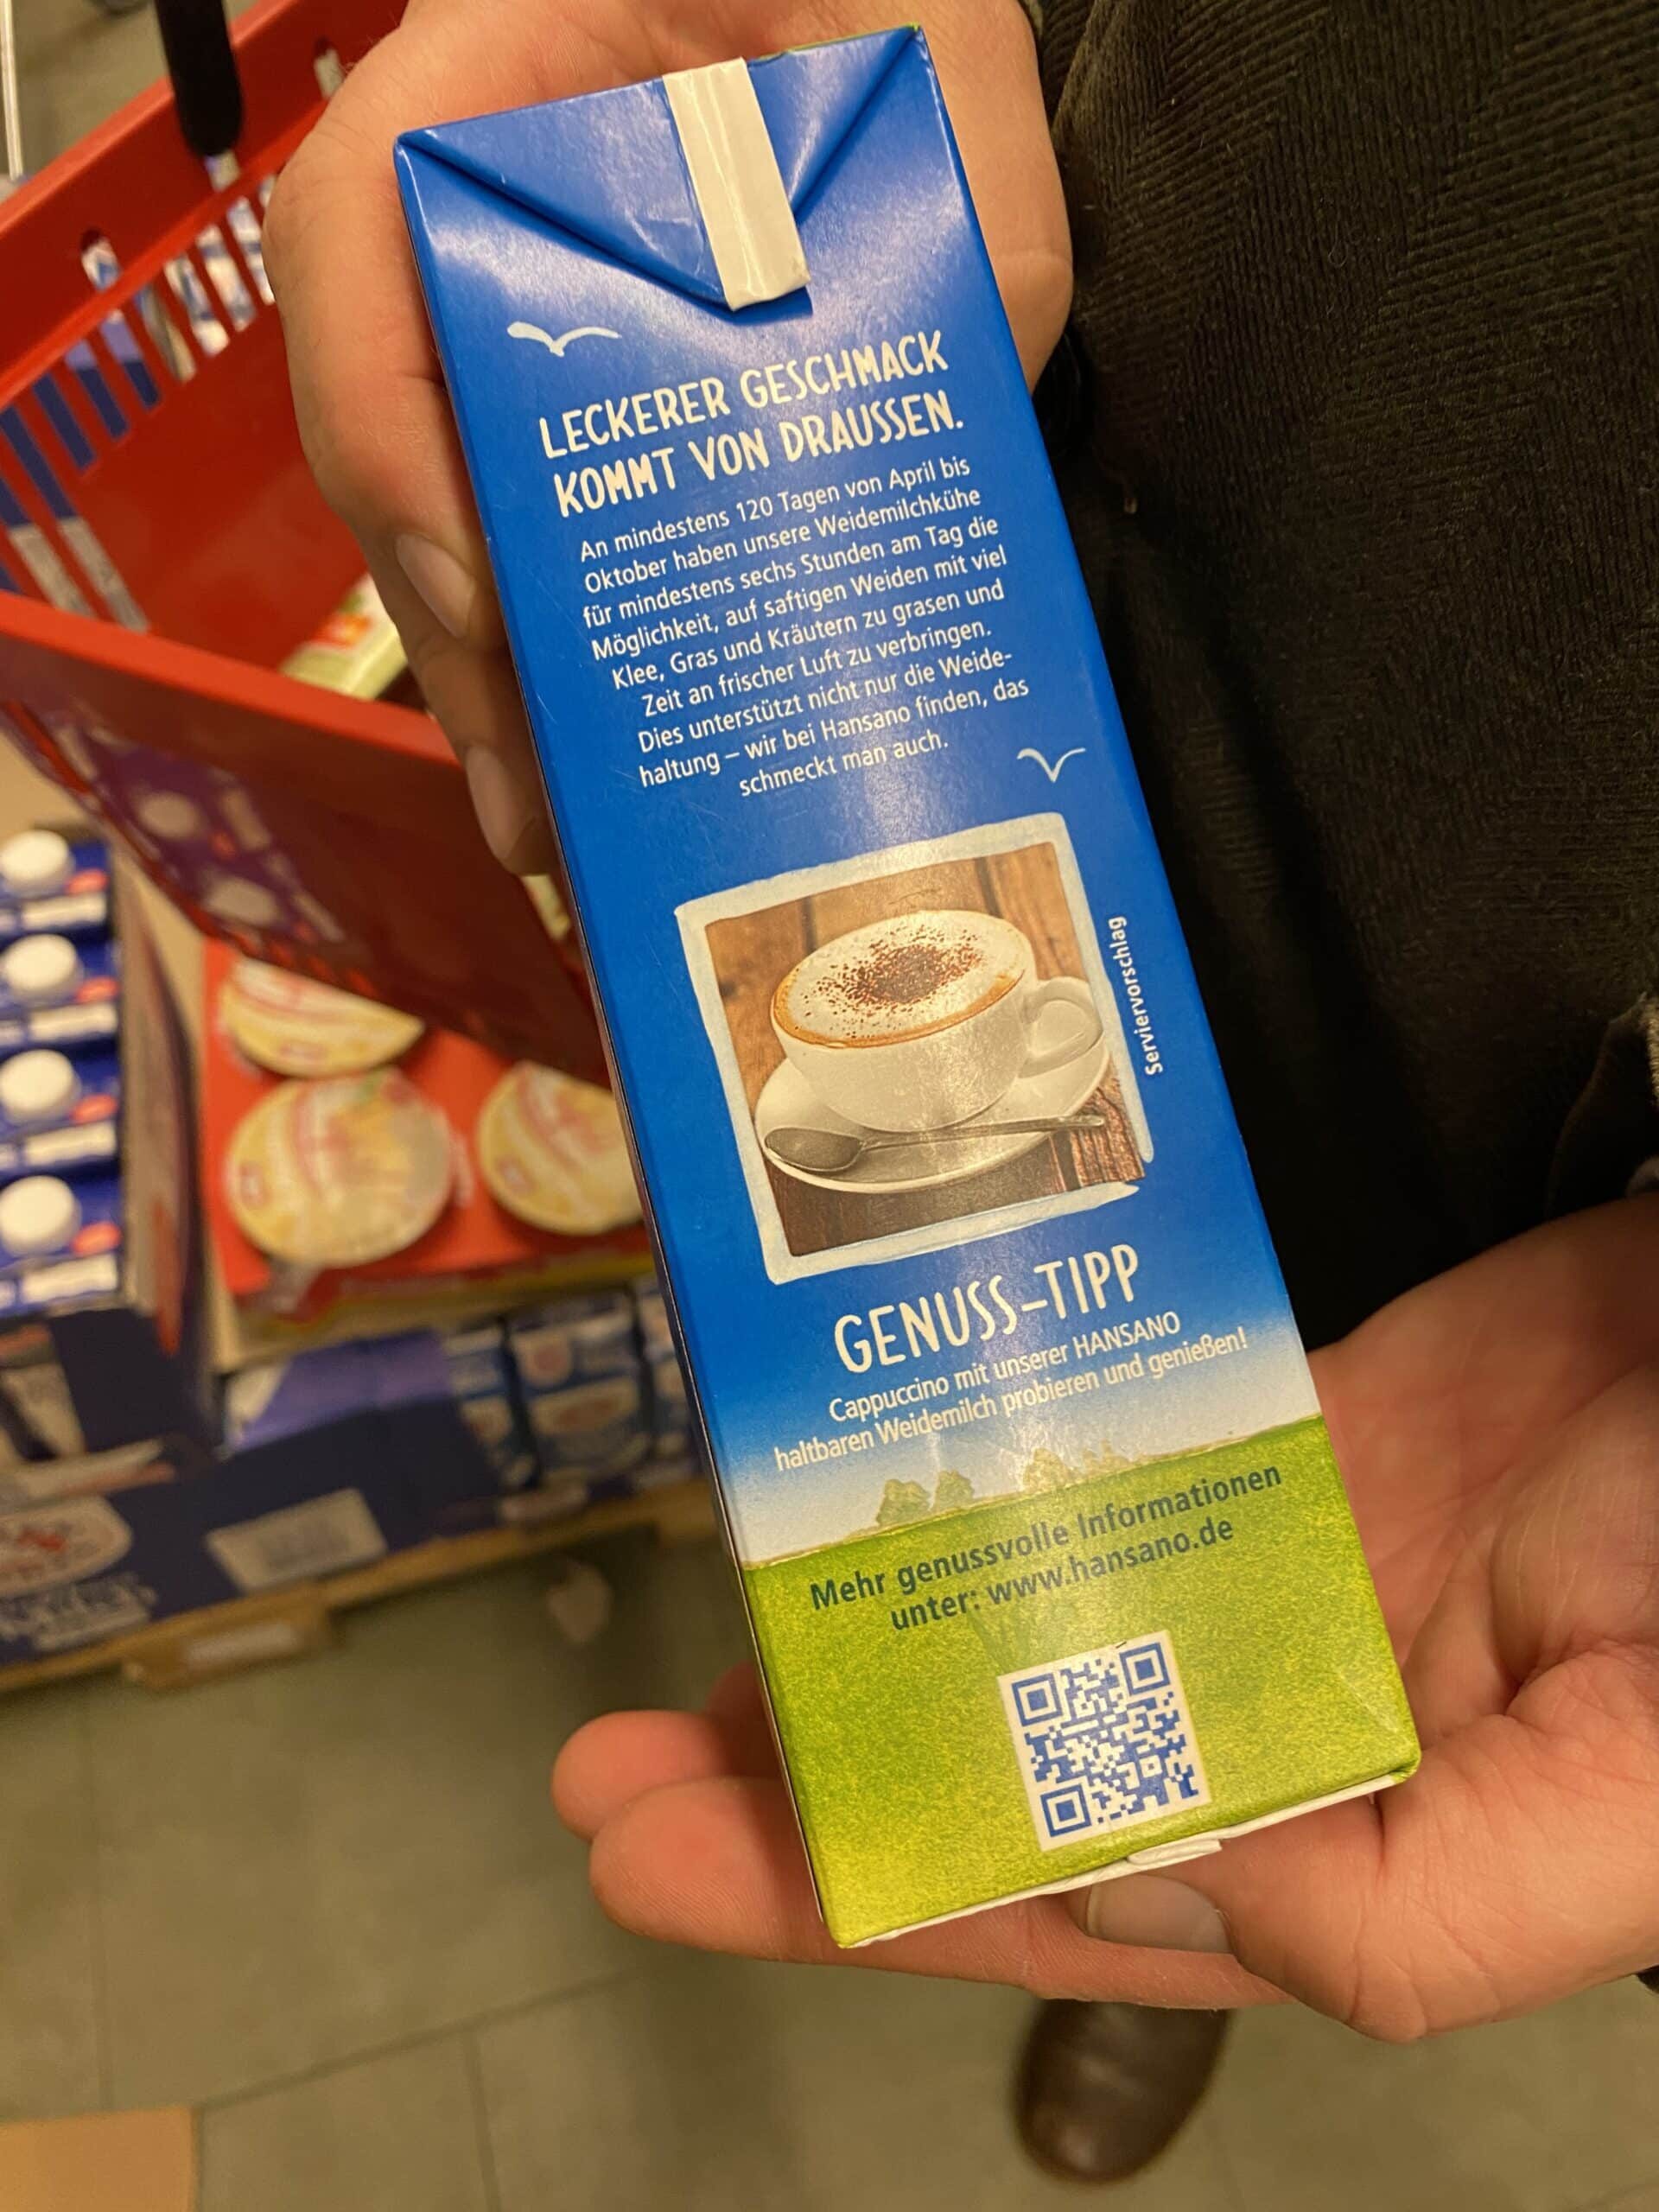 LECKERER GESCHMACK
KOMMT VON DRAUSSEN.
An mindestens 120 Tagen von April bis
Oktober haben unsere Weidemilchkühe
für mindestens sechs Stunden am Tag die
Möglichkeit, auf saftigen Weiden mit viel
Klee, Gras und Kräutern zu grasen und
Zeit an frischer Luft zu verbringen.
Dies unterstützt nicht nur die Weide-
haltung – wir bei Hansano finden, das
schmeckt man auch.
Serviervorschlag
GENUSS-TIPP
Cappuccino mit unserer HANSANO
haltbaren Weidemilch probieren und genießen!
Mehr genussvolle Informationen
unter: www.hansano.de